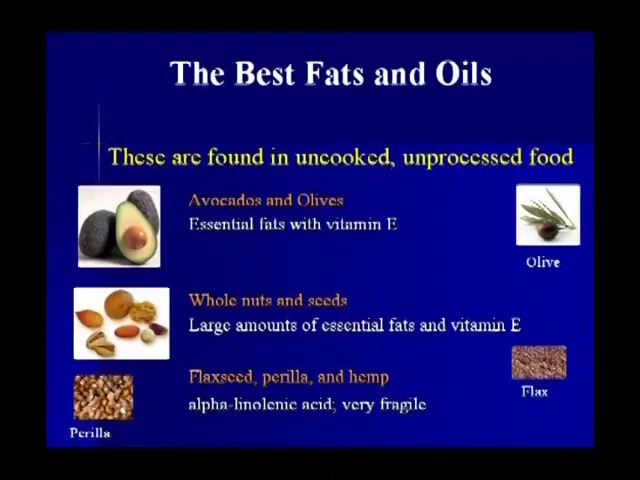 The Best Fats and Oils
These are found in uncooked, unprocessed food
Avocados and Olives
Essential fats with vitamin E
Olive
Whole nuts and seeds
Large amounts of essential fats and vitamin E
Flaxseed, perilla, and hemp
alpha-linolenic acid; very fragile
Flax
Perilla